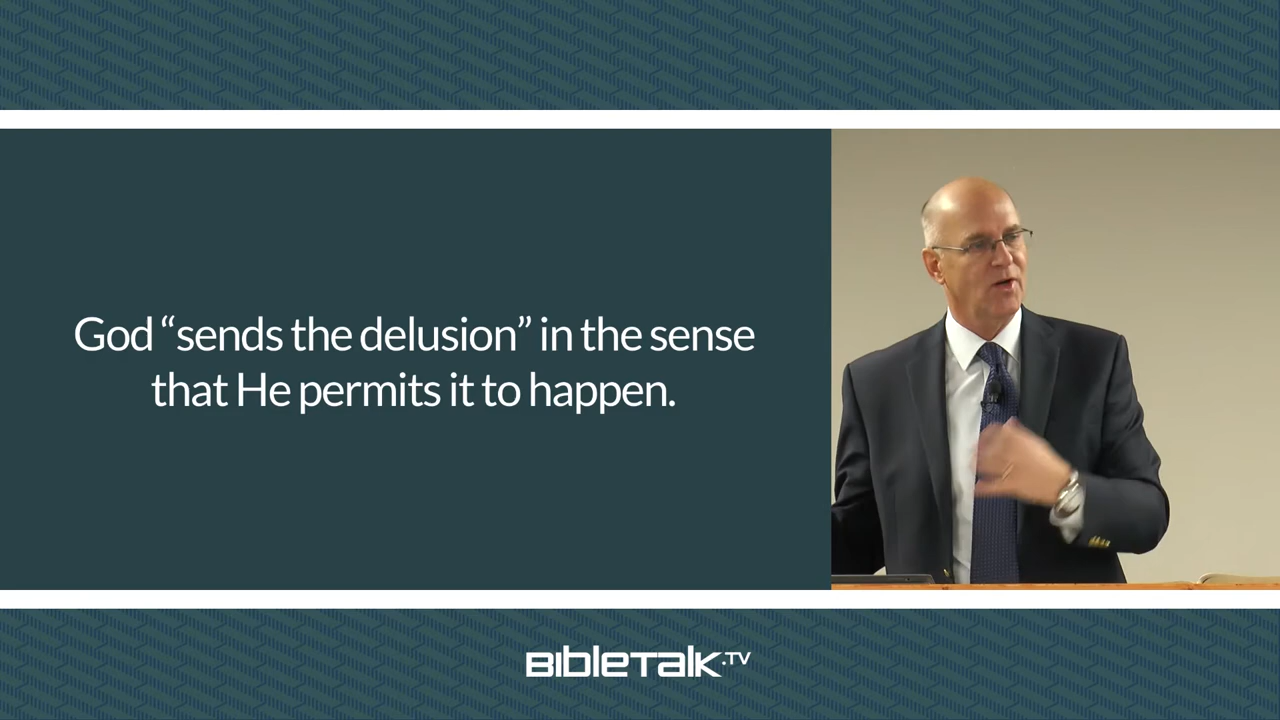 God “sends the delusion” in the sense
that He permits it to happen.
BIBLETALK.TV